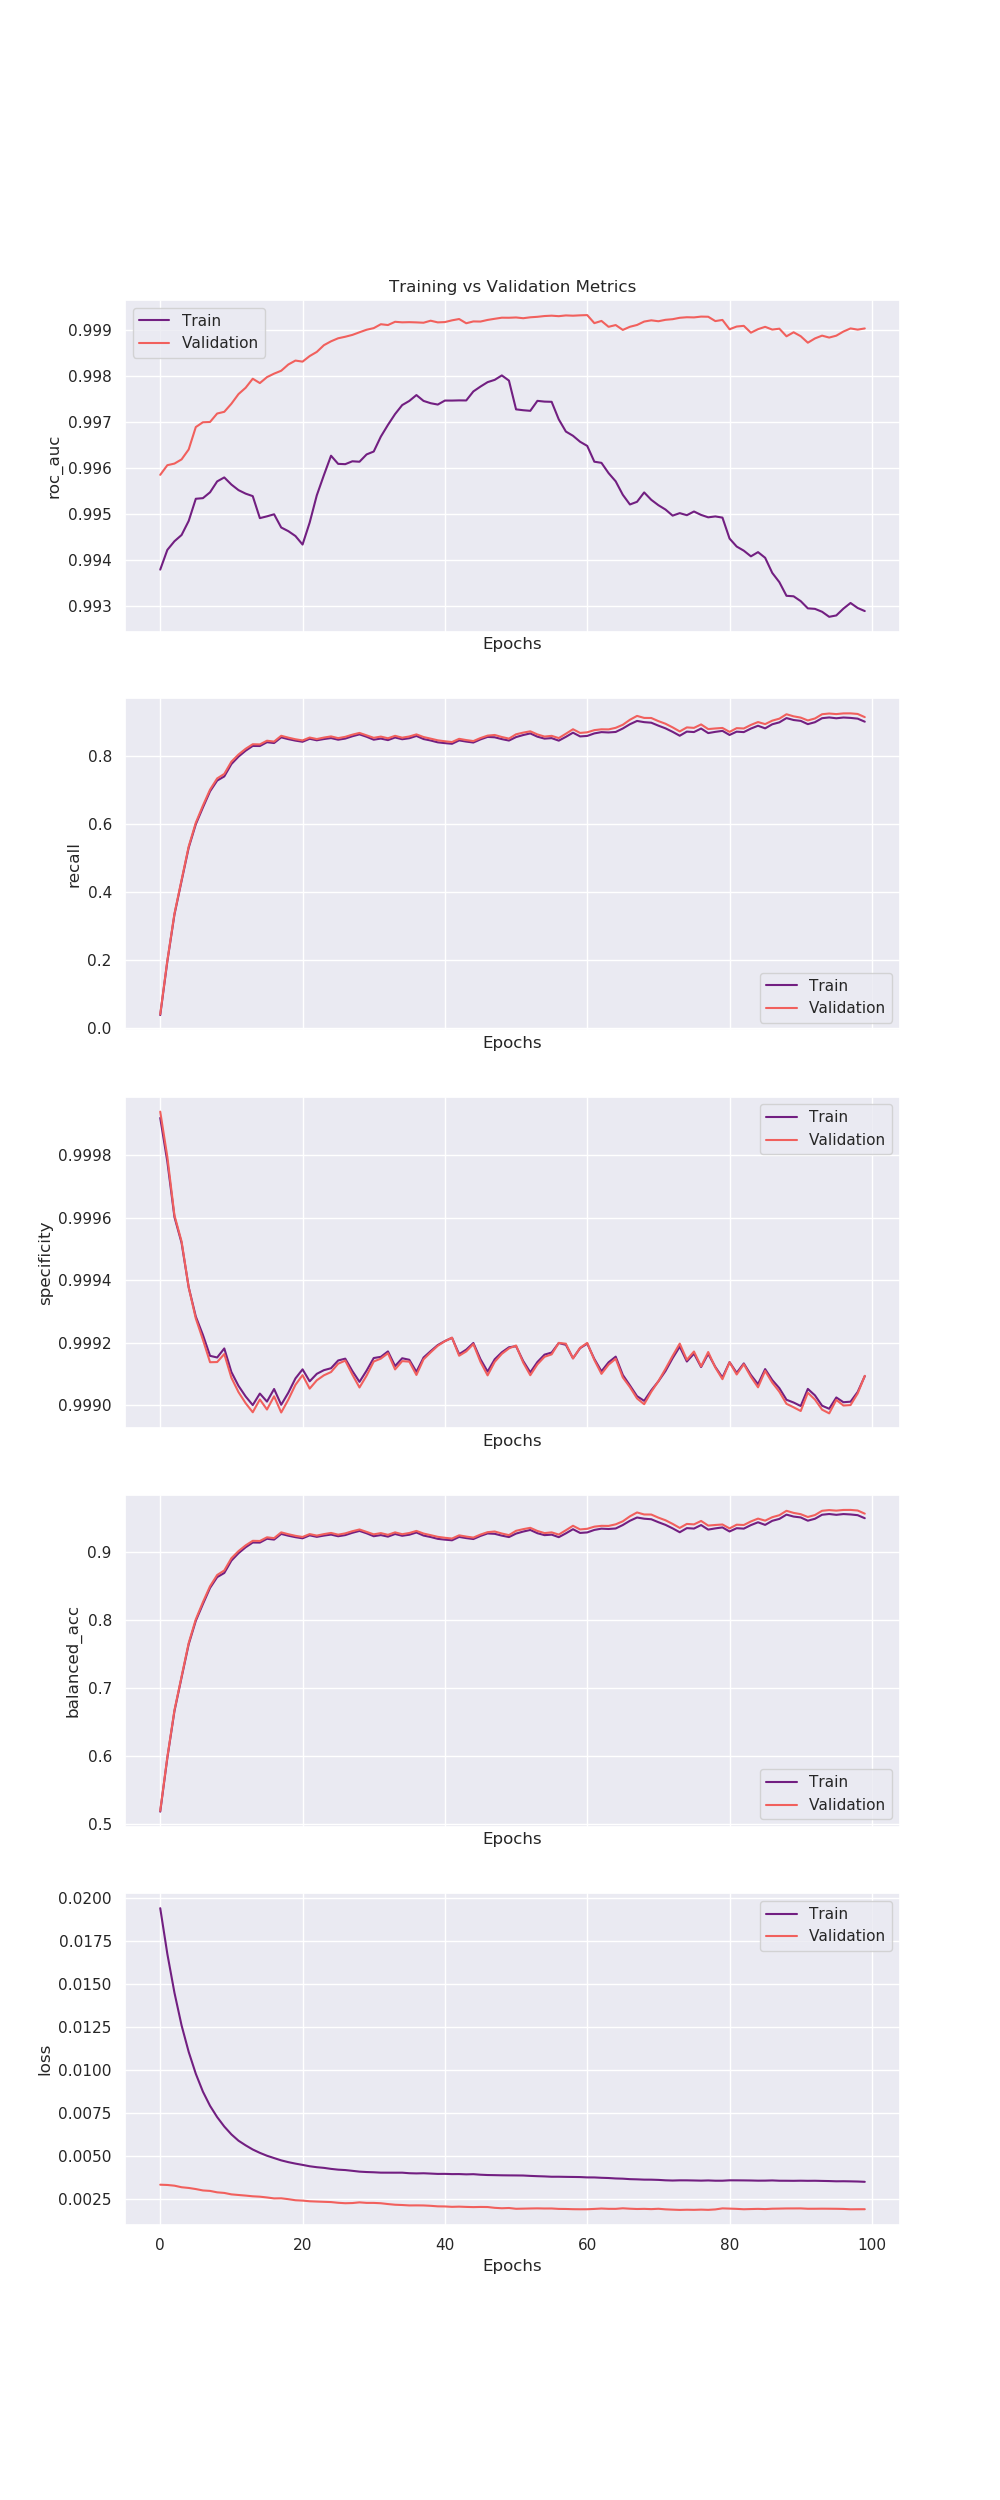 Training vs Validation Metrics
Train
Validation
0.999
0.998
0.997
0.996
0.995
0.994
0.993
roc_auc
Epochs
0.8
0.6
0.4
0.2
0.0
recall
Train
Validation
Epochs
Train
Validation
0.9998
0.9996
0.9994
0.9992
0.9990
specificity
Epochs
0.9
0.8
0.7
0.6
0.5
balanced_acc
Train
Validation
Epochs
Train
Validation
0.0200
0.0175
0.0150
0.0125
0.0100
0.0075
0.0050
0.0025
loss
0 20 40 60 80 100
Epochs